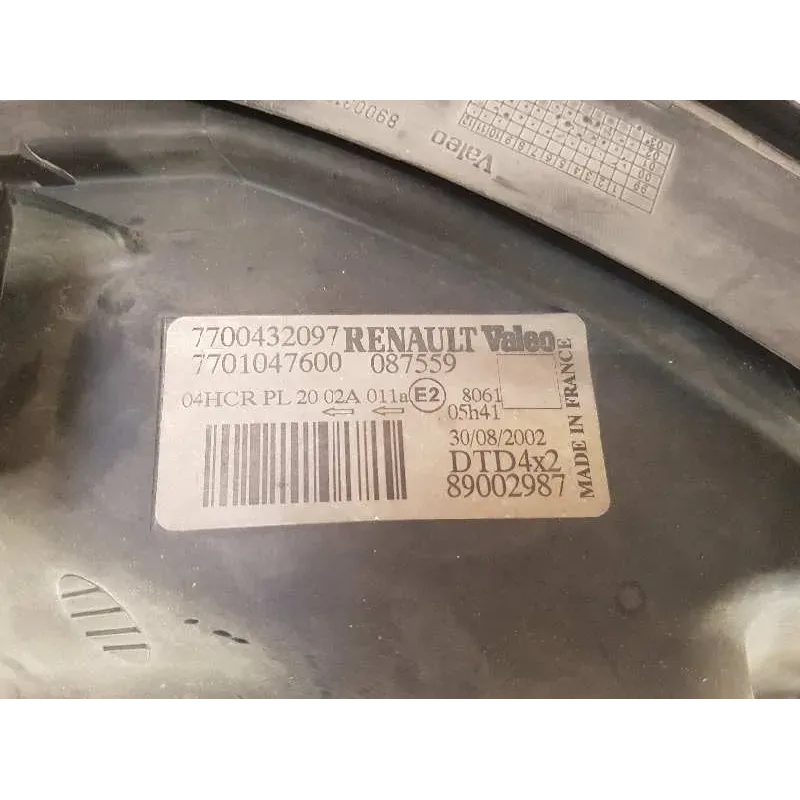 7700432097 RENAULT Valeo
7701047600 087559
04HCR PL 20 02A 011a E2 8061
05h41
30/08/2002
DTD4x2
89002987
MADE IN FRANCE
Valeo